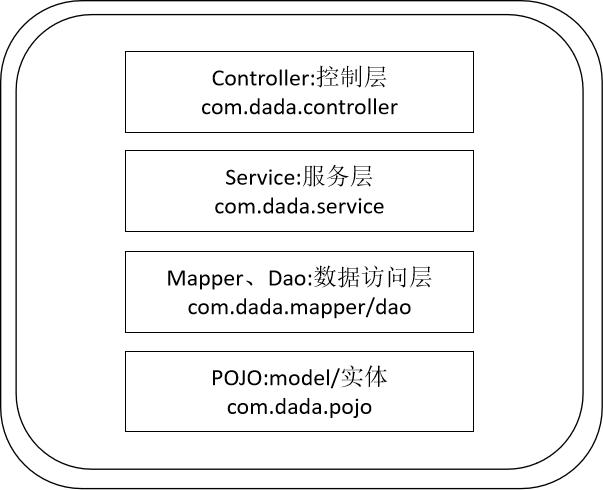 Controller:控制层
com.dada.controller
Service:服务层
com.dada.service
Mapper、Dao:数据访问层
com.dada.mapper/dao
POJO:model/实体
com.dada.pojo